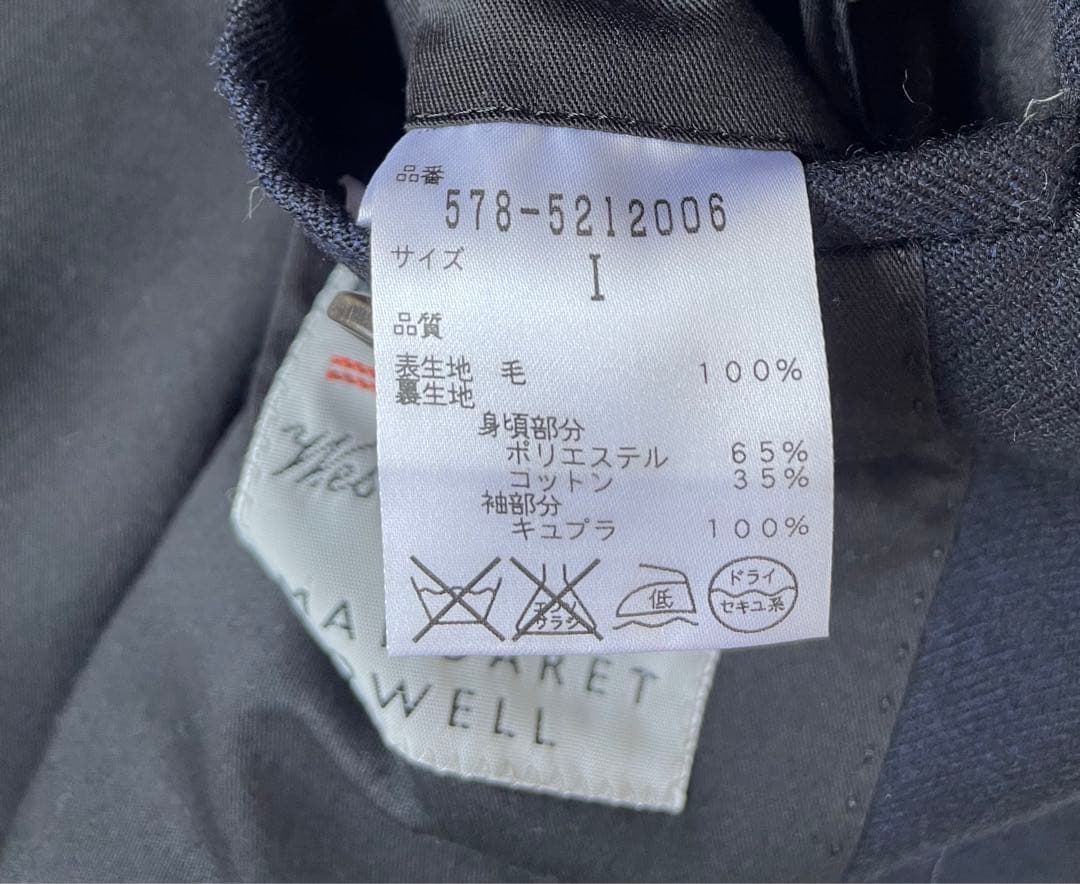 品番
578-5212006
サイズ
I
品質
表生地 毛 100%
裏生地
身頃部分
ポリエステル 65%
コットン 35%
袖部分
キュプラ 100%
低
ドライ
セキユ系
ARET
WELL